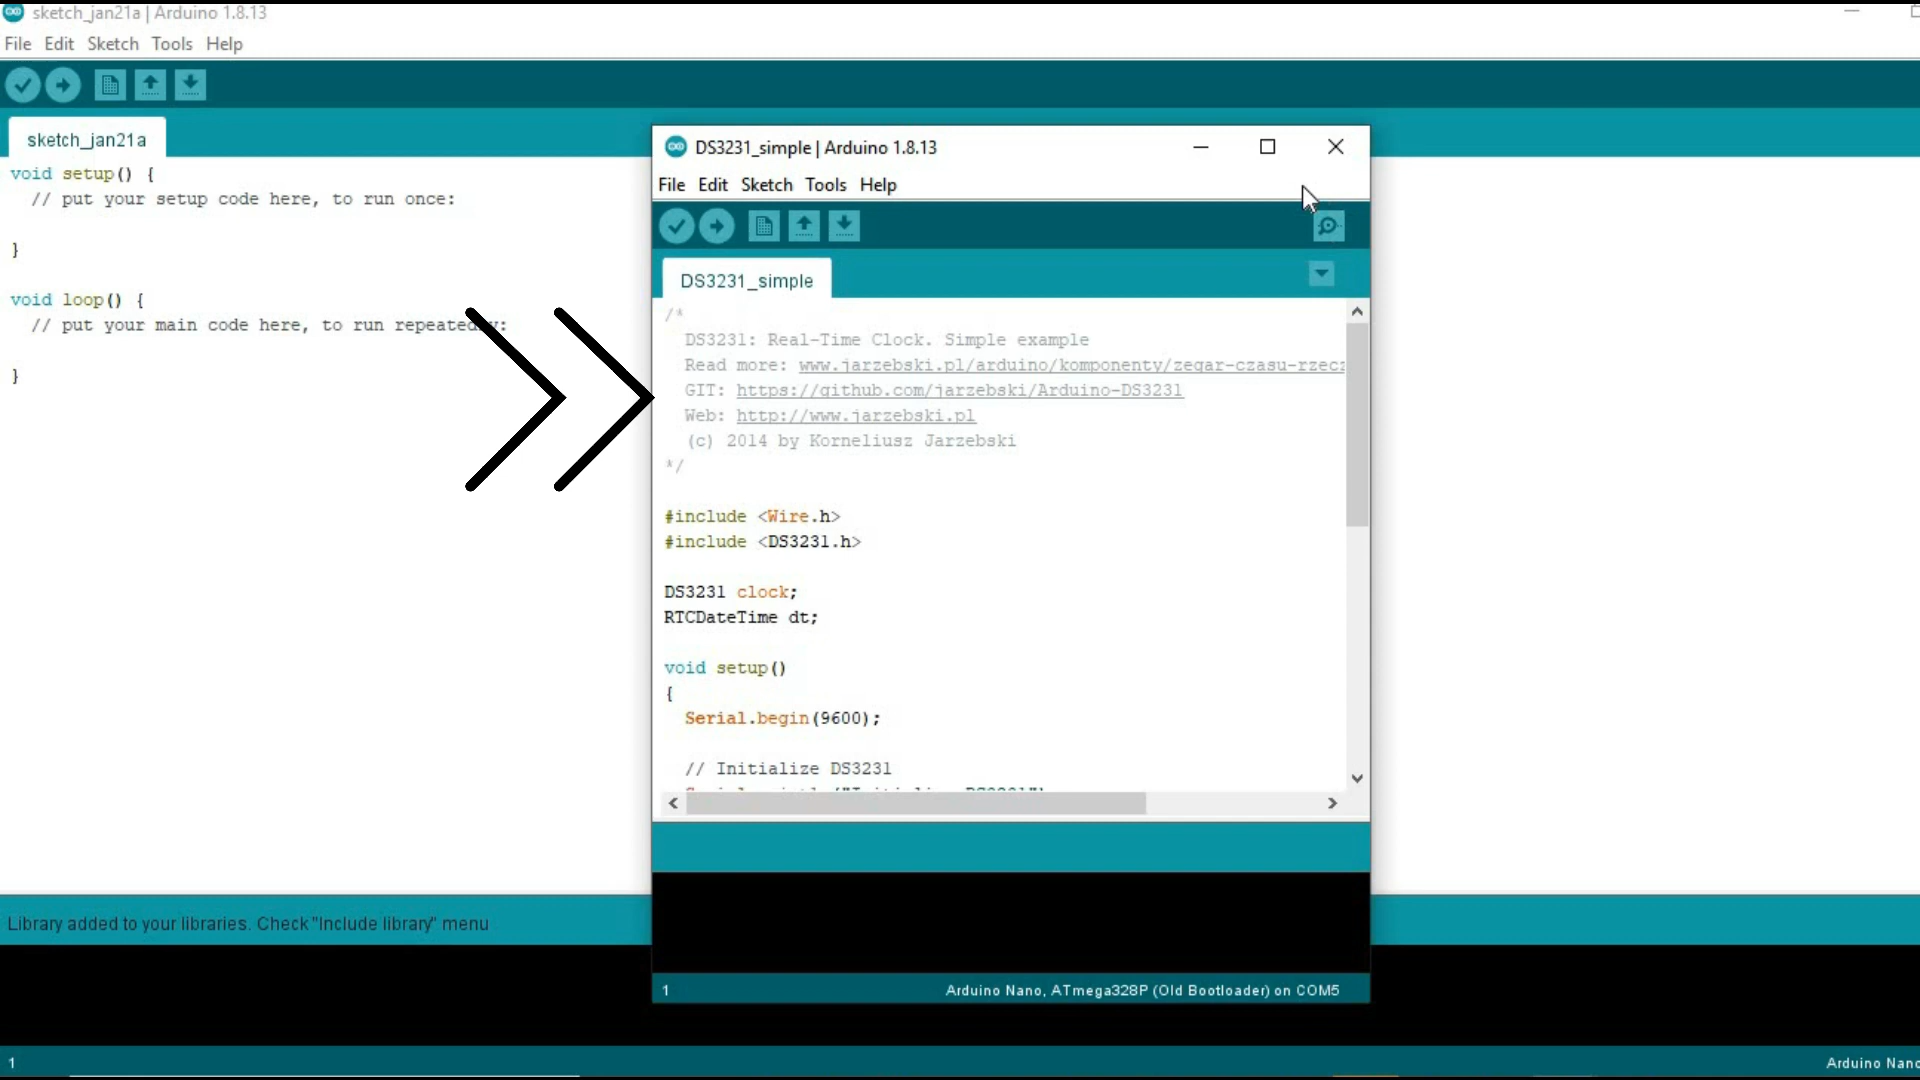 sketch_jan21a | Arduino 1.8.13
File Edit Sketch Tools Help
sketch_jan21a
void setup() {
// put your setup code here, to run once:
}
void loop() {
// put your main code here, to run repeatedly:
}
Library added to your libraries. Check "Include library" menu
1
Arduino Nano
DS3231_simple | Arduino 1.8.13
File Edit Sketch Tools Help
DS3231_simple
/*
DS3231: Real-Time Clock. Simple example
Read more: www.jarzebski.pl/arduino/komponenty/zegar-czasu-rzecz
GIT: https://github.com/jarzebski/Arduino-DS3231
Web: http://www.jarzebski.pl
(c) 2014 by Korneliusz Jarzebski
*/
#include <Wire.h>
#include <DS3231.h>
DS3231 clock;
RTCDateTime dt;
void setup()
{
Serial.begin(9600);
// Initialize DS3231
1
Arduino Nano, ATmega328P (Old Bootloader) on COM5